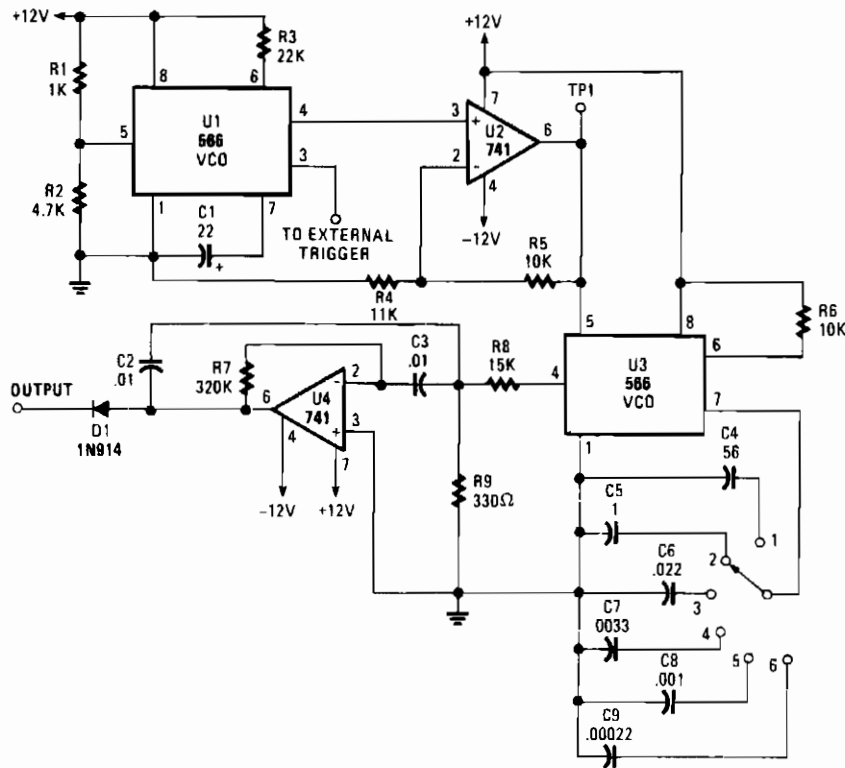 +12V
R1
1K
8
6
R3
22K
5
U1
566
VCO
4
3
R2
4.7K
1
7
C1
22
+
TO EXTERNAL
TRIGGER
+12V
7
3
+
U2
741
6
2
-
4
-12V
TP1
R4
11K
R5
10K
5
8
R6
10K
6
U3
566
VCO
4
7
1
C2
.01
R7
320K
C3
.01
R8
15K
OUTPUT
D1
1N914
6
2
-
U4
741
+
3
4
7
-12V
+12V
R9
330Ω
C4
56
1
C5
1
2
C6
.022
3
C7
.0033
4
C8
.001
5
6
C9
.00022